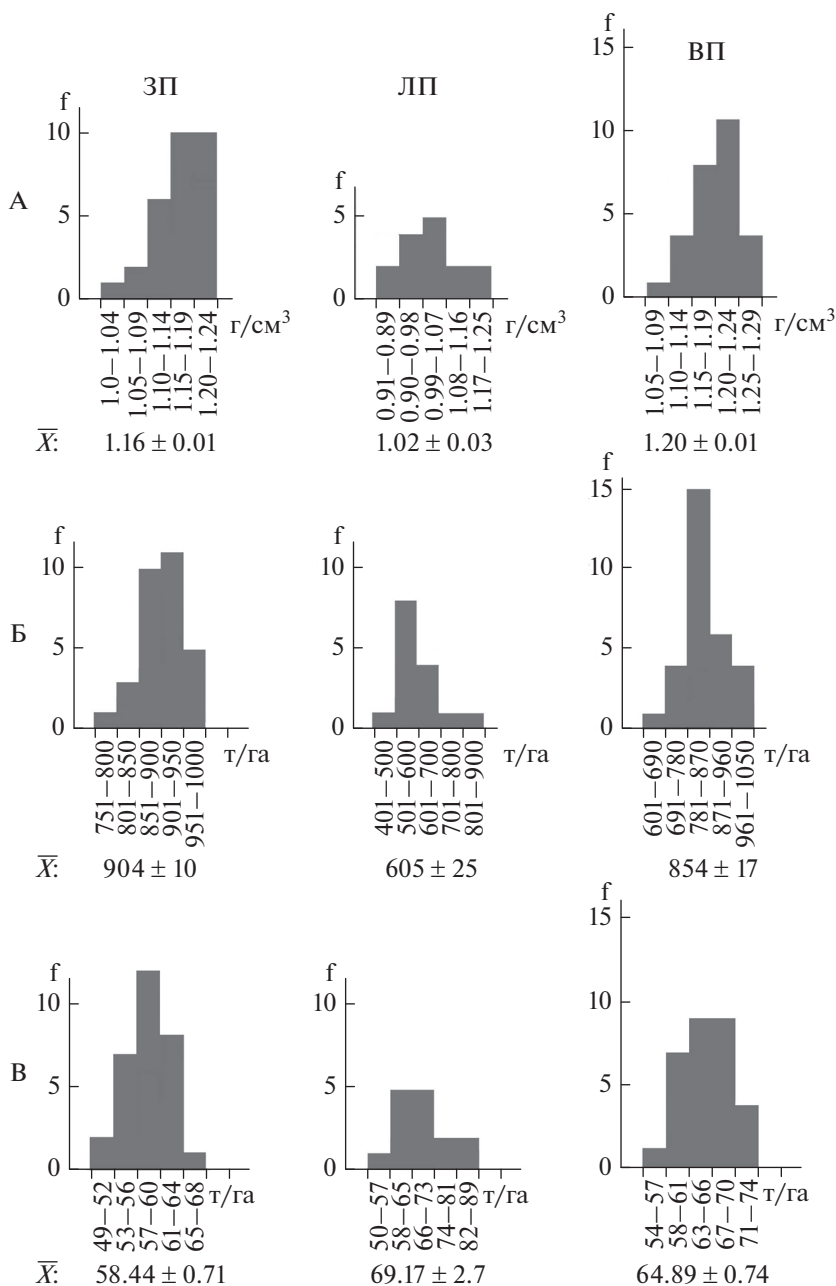 ЗП
f
10
5
0
А
г/см³
1.0–1.04
1.05–1.09
1.10–1.14
1.15–1.19
1.20–1.24
X̅: 1.16 ± 0.01
ЛП
f
5
0
г/см³
0.91–0.89
0.90–0.98
0.99–1.07
1.08–1.16
1.17–1.25
1.02 ± 0.03
ВП
f
15
10
5
0
г/см³
1.05–1.09
1.10–1.14
1.15–1.19
1.20–1.24
1.25–1.29
1.20 ± 0.01
Б
f
10
5
0
т/га
751–800
801–850
851–900
901–950
951–1000
X̅: 904 ± 10
f
10
5
0
т/га
401–500
501–600
601–700
701–800
801–900
605 ± 25
f
15
10
5
0
т/га
601–690
691–780
781–870
871–960
961–1050
854 ± 17
В
f
10
5
0
т/га
49–52
53–56
57–60
61–64
65–68
X̅: 58.44 ± 0.71
f
10
5
0
т/га
50–57
58–65
66–73
74–81
82–89
69.17 ± 2.7
f
15
10
5
0
т/га
54–57
58–61
63–66
67–70
71–74
64.89 ± 0.74